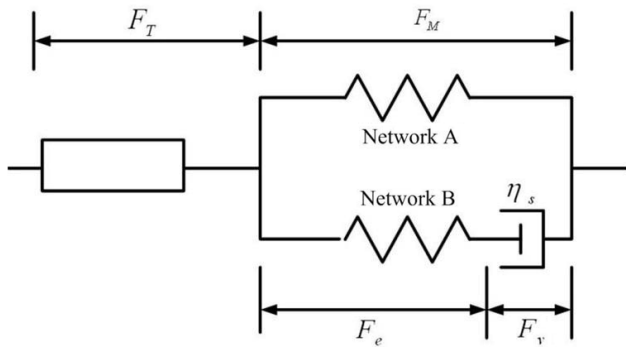 F_T
F_M
Network A
Network B
η_s
F_e
F_v